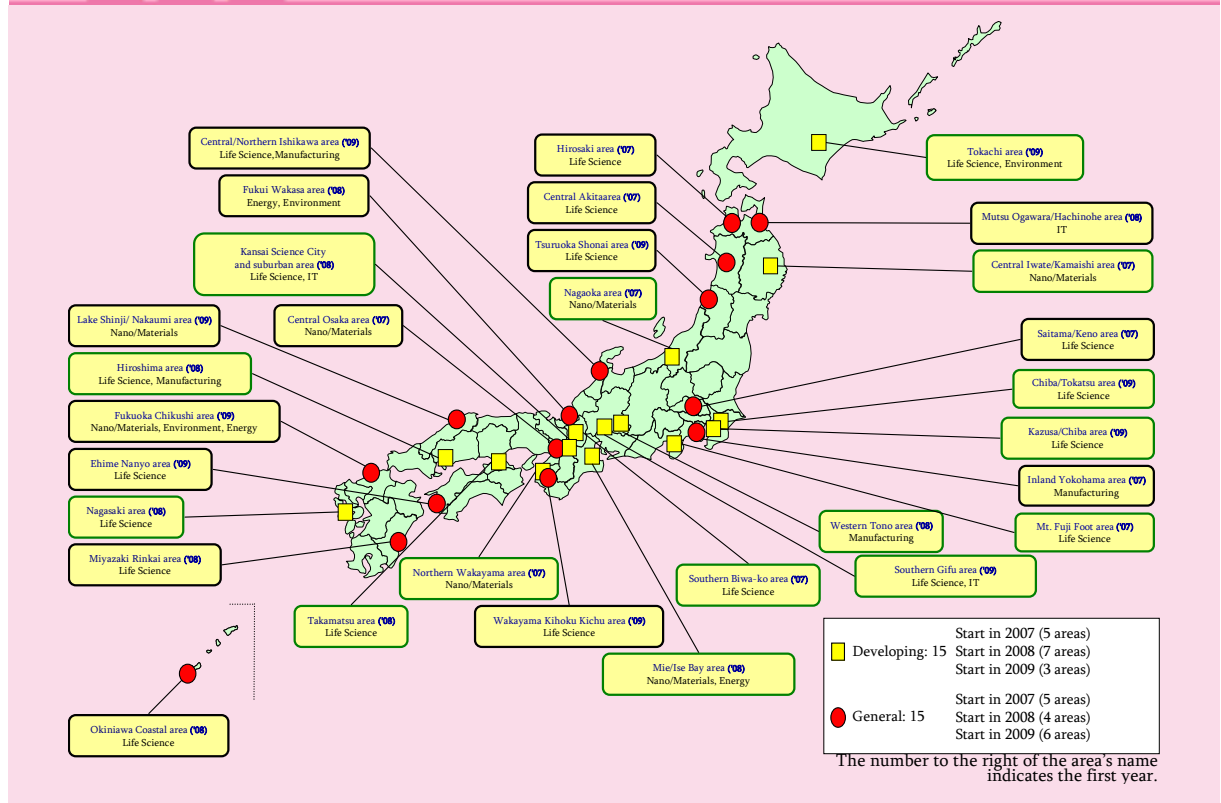 Central/Northern Ishikawa area ('09)
Life Science,Manufacturing
Fukui Wakasa area ('08)
Energy, Environment
Kansai Science City
and suburban area ('08)
Life Science, IT
Lake Shinji/ Nakaumi area ('09)
Nano/Materials
Central Osaka area ('07)
Nano/Materials
Hiroshima area ('08)
Life Science, Manufacturing
Fukuoka Chikushi area ('09)
Nano/Materials, Environment, Energy
Ehime Nanyo area ('09)
Life Science
Nagasaki area ('08)
Life Science
Miyazaki Rinkai area ('08)
Life Science
Hirosaki area ('07)
Life Science
Central Akitaarea ('07)
Life Science
Tsuruoka Shonai area ('09)
Life Science
Nagaoka area ('07)
Nano/Materials
Tokachi area ('09)
Life Science, Environment
Mutsu Ogawara/Hachinohe area ('08)
IT
Central Iwate/Kamaishi area ('07)
Nano/Materials
Saitama/Keno area ('07)
Life Science
Chiba/Tokatsu area ('09)
Life Science
Kazusa/Chiba area ('09)
Life Science
Inland Yokohama area ('07)
Manufacturing
Mt. Fuji Foot area ('07)
Life Science
Western Tono area ('08)
Manufacturing
Southern Gifu area ('09)
Life Science, IT
Southern Biwa-ko area ('07)
Life Science
Northern Wakayama area ('07)
Nano/Materials
Takamatsu area ('08)
Life Science
Wakayama Kihoku Kichu area ('09)
Life Science
Mie/Ise Bay area ('08)
Nano/Materials, Energy
Okiniawa Coastal area ('08)
Life Science
Developing: 15
Start in 2007 (5 areas)
Start in 2008 (7 areas)
Start in 2009 (3 areas)
General: 15
Start in 2007 (5 areas)
Start in 2008 (4 areas)
Start in 2009 (6 areas)
The number to the right of the area's name
indicates the first year.